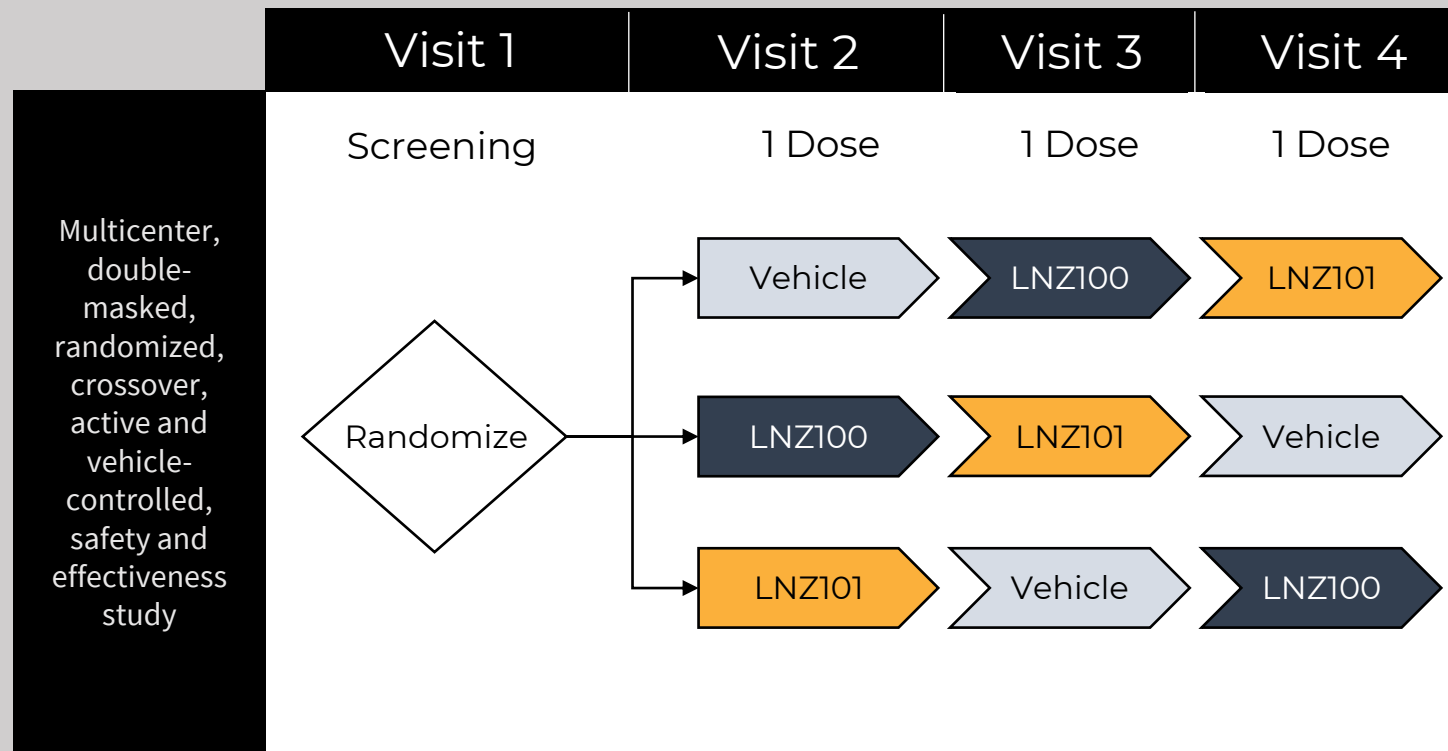 Visit 1
Visit 2
Visit 3
Visit 4
Multicenter,
double-
masked,
randomized,
crossover,
active and
vehicle-
controlled,
safety and
effectiveness
study
Screening
1 Dose
1 Dose
1 Dose
Randomize
Vehicle
LNZ100
LNZ101
LNZ100
LNZ101
Vehicle
LNZ101
Vehicle
LNZ100